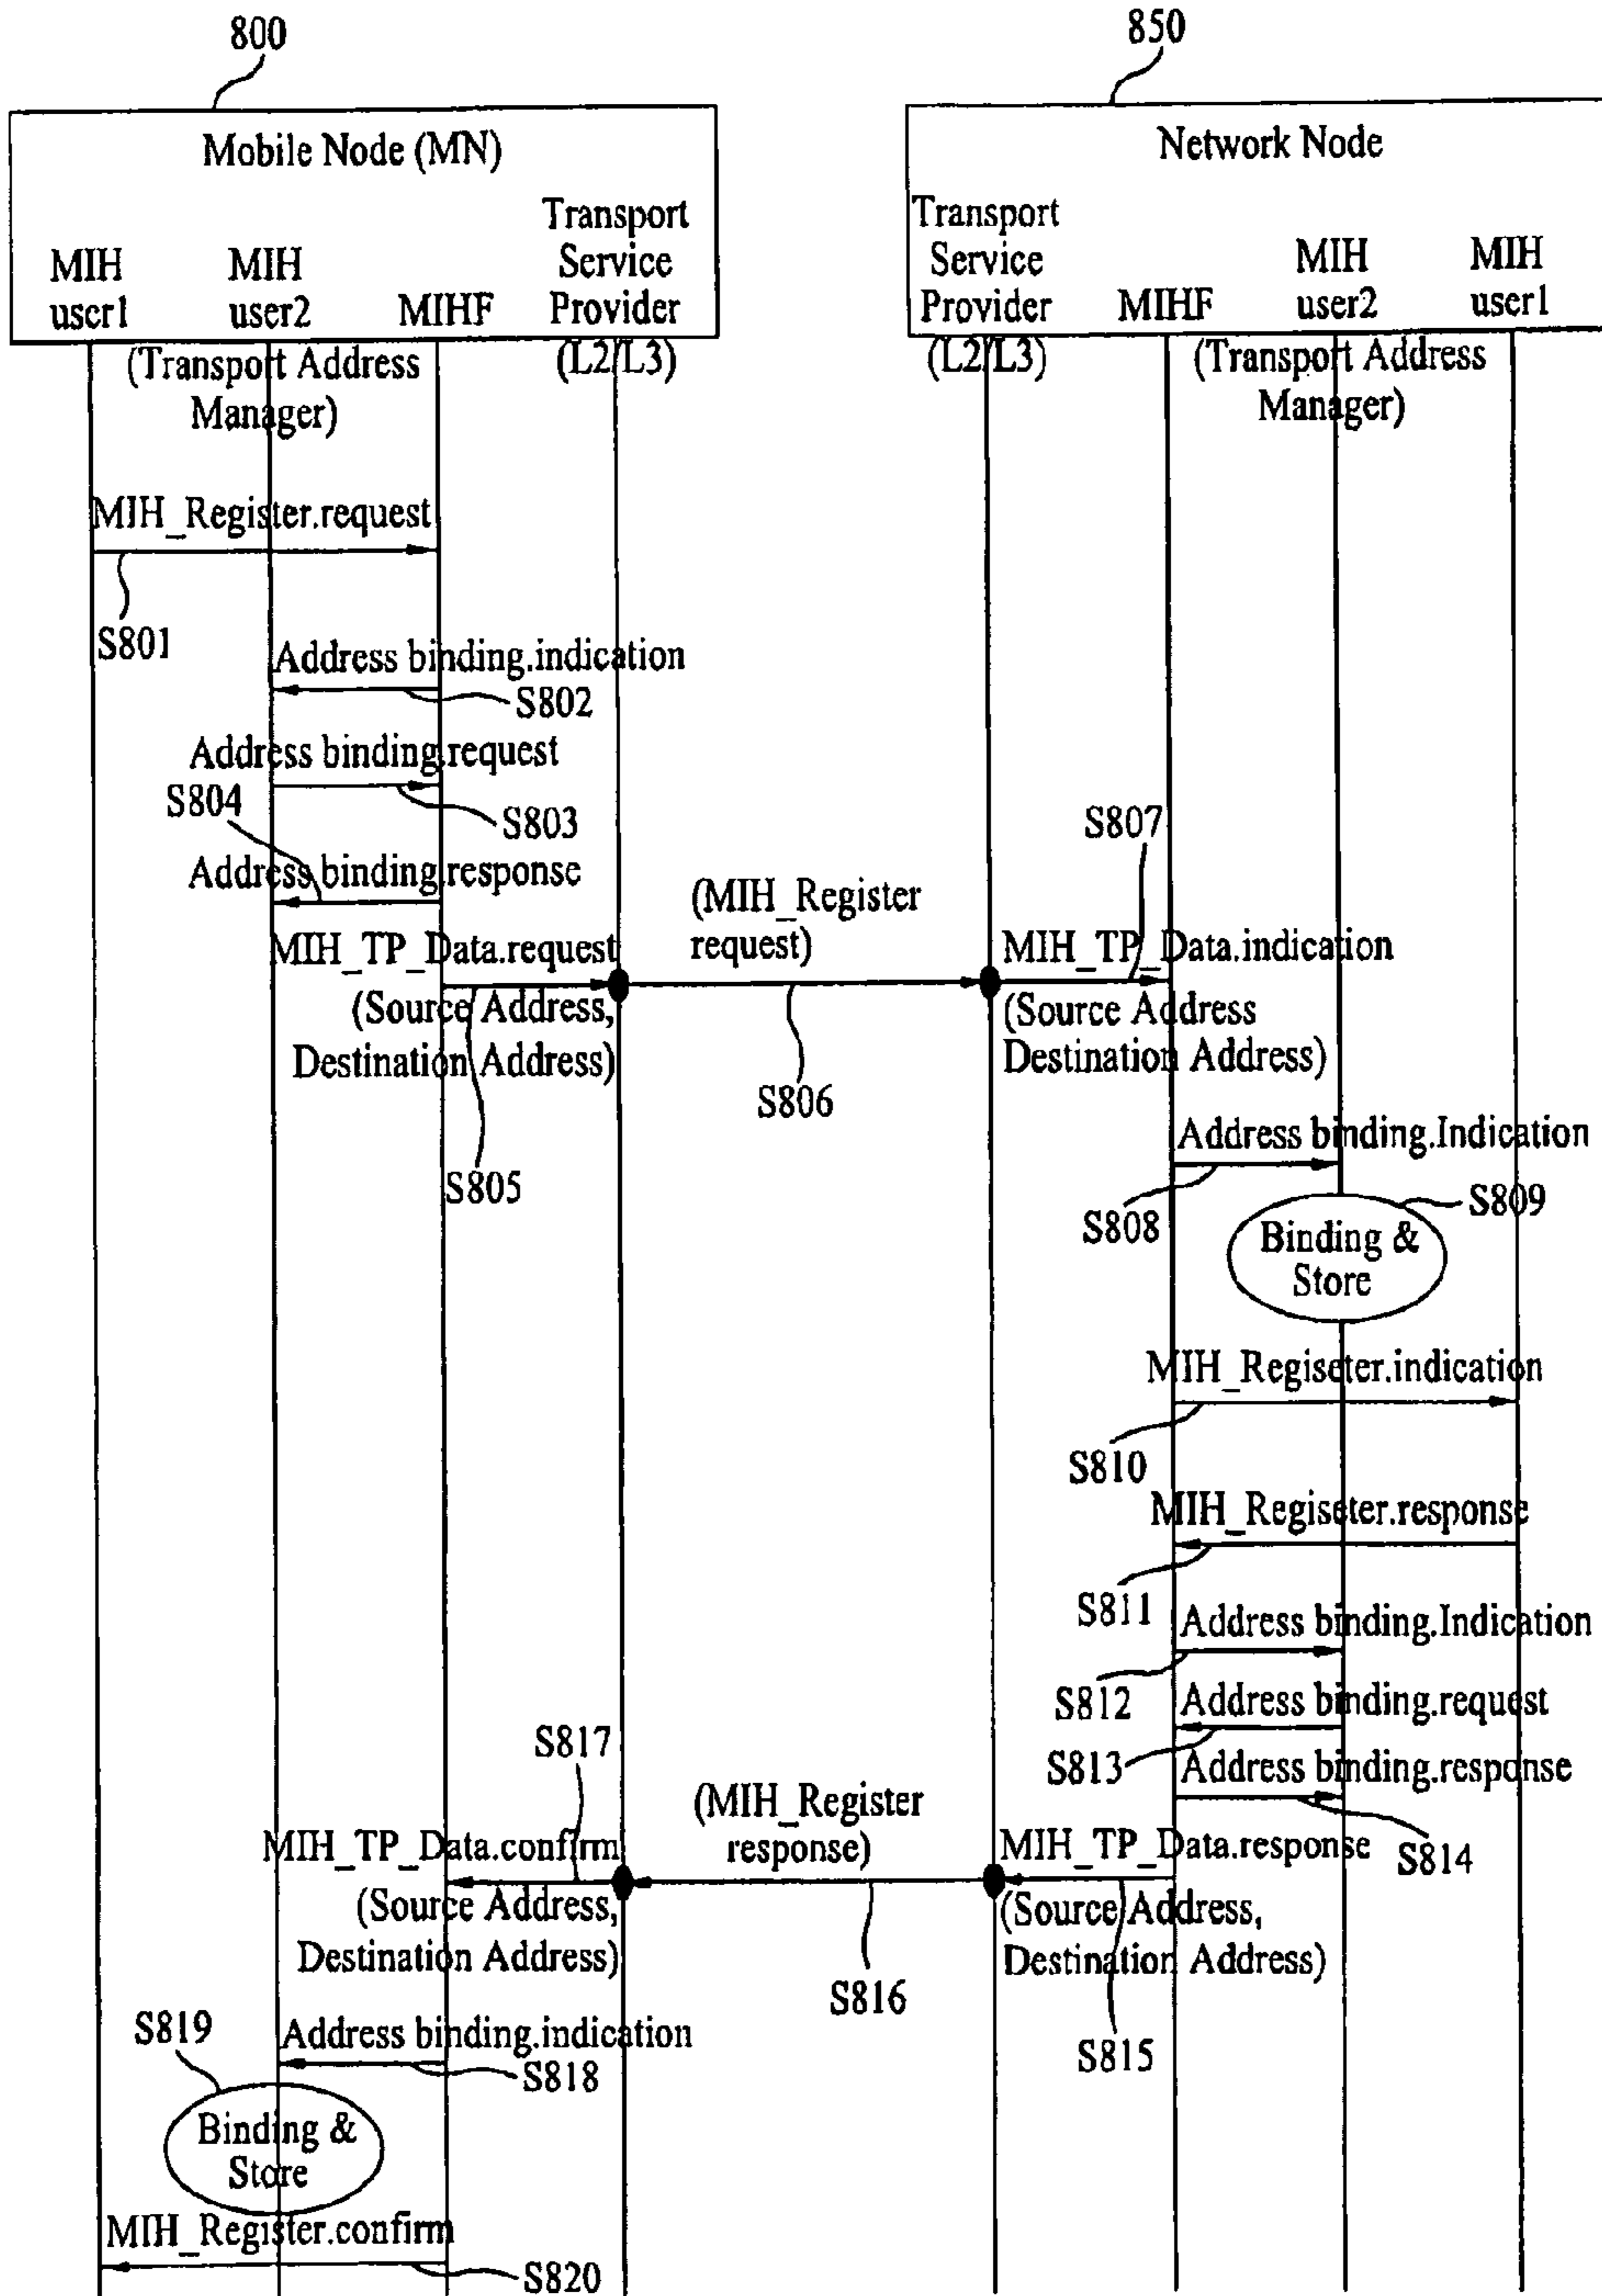 800
850
Mobile Node (MN)
Network Node
MIH
user1
MIH
user2
MIHF
Transport
Service
Provider
(L2/L3)
(Transport Address
Manager)
Transport
Service
Provider
(L2/L3)
MIHF
MIH
user2
MIH
user1
(Transport Address
Manager)
MIH_Register.request
S801
Address binding.indication
S802
Address binding.request
S803
S804
Address binding.response
MIH_TP_Data.request
(Source Address,
Destination Address)
S805
(MIH_Register
request)
S806
S807
MIH_TP_Data.indication
(Source Address
Destination Address)
Address binding.Indication
S808
S809
Binding &
Store
MIH_Regiseter.indication
S810
MIH_Regiseter.response
S811
Address binding.Indication
S812
Address binding.request
S813
Address binding.response
S814
MIH_TP_Data.response
(Source Address,
Destination Address)
S815
(MIH_Register
response)
S816
S817
MIH_TP_Data.confirm
(Source Address,
Destination Address)
Address binding.indication
S818
S819
Binding &
Store
MIH_Register.confirm
S820